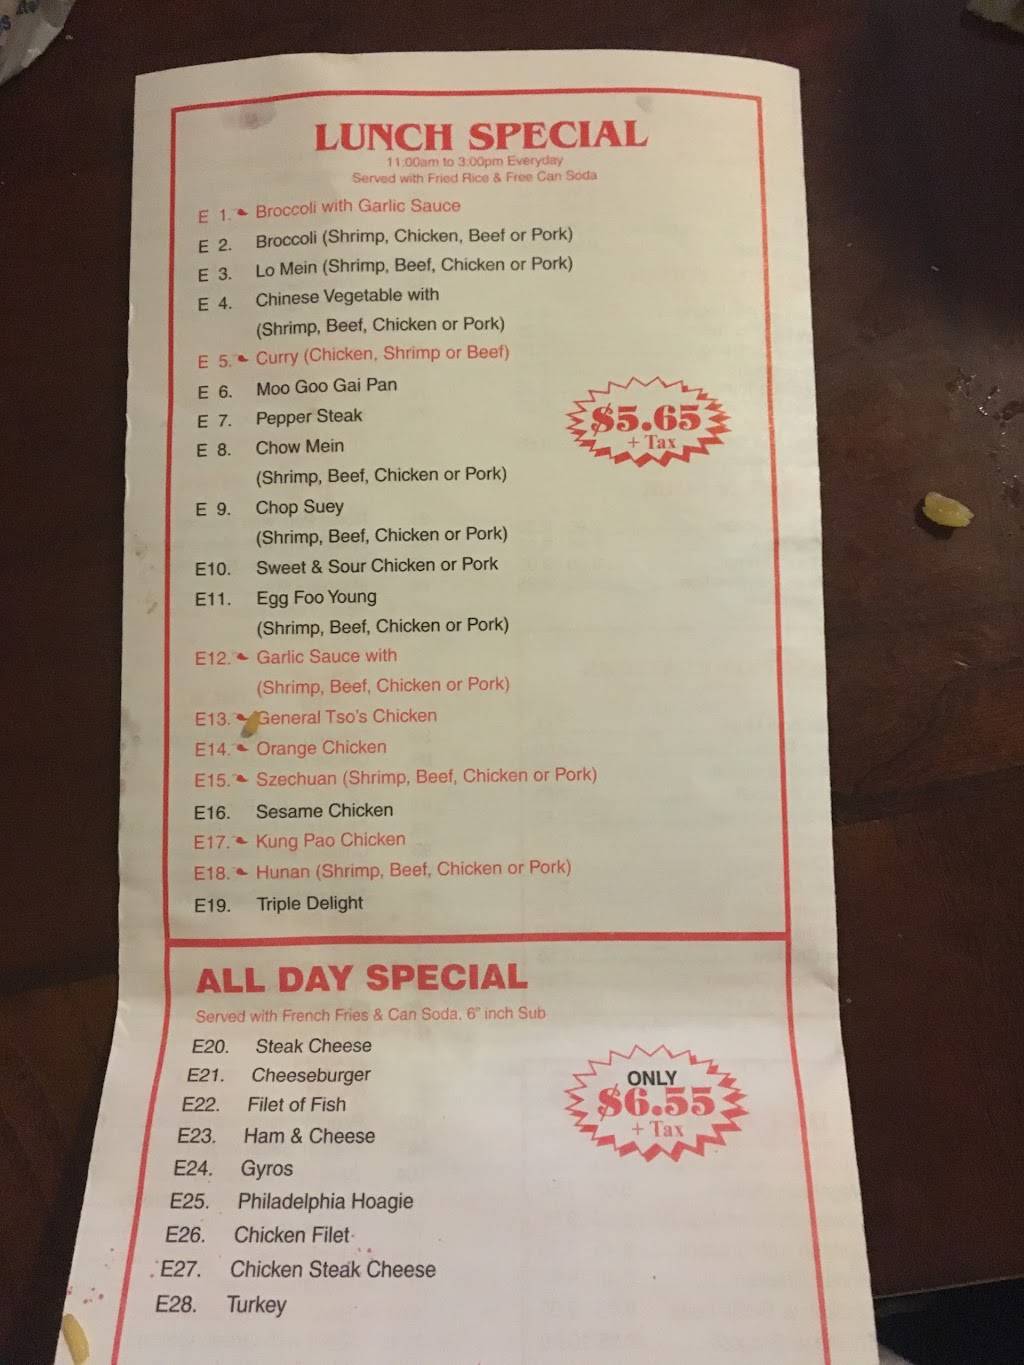 LUNCH SPECIAL
11:00am to 3:00pm Everyday
Served with Fried Rice & Free Can Soda
E 1. Broccoli with Garlic Sauce
E 2. Broccoli (Shrimp, Chicken, Beef or Pork)
E 3. Lo Mein (Shrimp, Beef, Chicken or Pork)
E 4. Chinese Vegetable with
(Shrimp, Beef, Chicken or Pork)
E 5. Curry (Chicken, Shrimp or Beef)
E 6. Moo Goo Gai Pan
E 7. Pepper Steak
E 8. Chow Mein
(Shrimp, Beef, Chicken or Pork)
E 9. Chop Suey
(Shrimp, Beef, Chicken or Pork)
E10. Sweet & Sour Chicken or Pork
E11. Egg Foo Young
(Shrimp, Beef, Chicken or Pork)
E12. Garlic Sauce with
(Shrimp, Beef, Chicken or Pork)
E13. General Tso's Chicken
E14. Orange Chicken
E15. Szechuan (Shrimp, Beef, Chicken or Pork)
E16. Sesame Chicken
E17. Kung Pao Chicken
E18. Hunan (Shrimp, Beef, Chicken or Pork)
E19. Triple Delight
$5.65
+ Tax
ALL DAY SPECIAL
Served with French Fries & Can Soda, 6" inch Sub
E20. Steak Cheese
E21. Cheeseburger
E22. Filet of Fish
E23. Ham & Cheese
E24. Gyros
E25. Philadelphia Hoagie
E26. Chicken Filet
E27. Chicken Steak Cheese
E28. Turkey
ONLY
$6.55
+ Tax